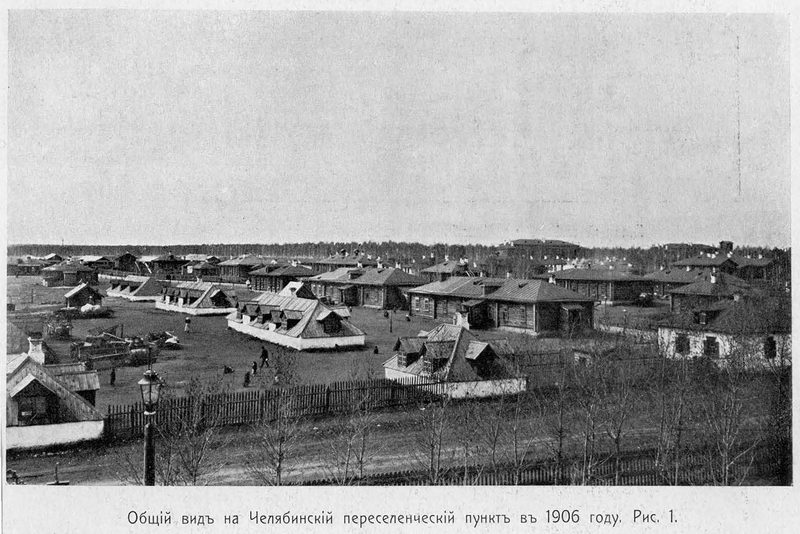 Общій видъ на Челябинскій переселенческій пунктъ въ 1906 году. Рис. 1.